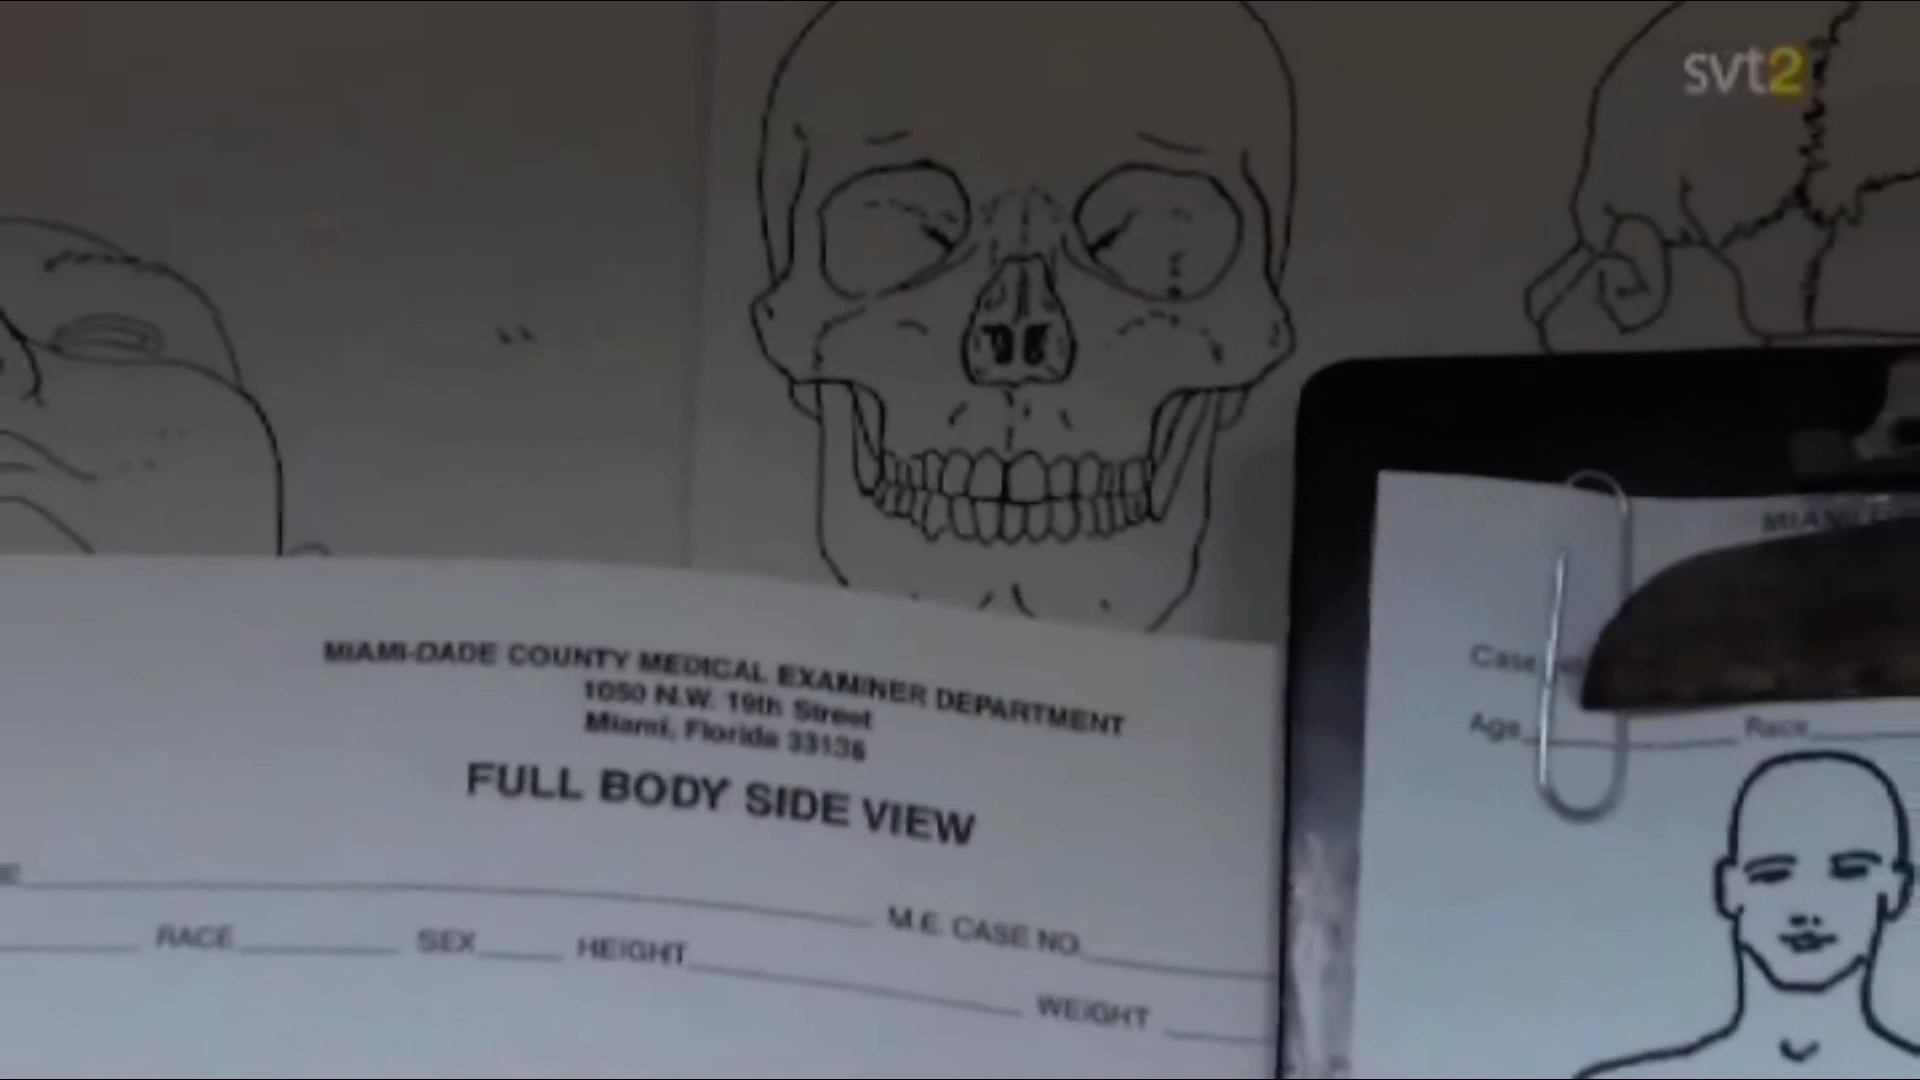 svt2
MIAMI-DADE COUNTY MEDICAL EXAMINER DEPARTMENT
1050 N.W. 19th Street
Miami, Florida 33136
FULL BODY SIDE VIEW
M.E. CASE NO.
RACE SEX HEIGHT
WEIGHT
Case
Age Race